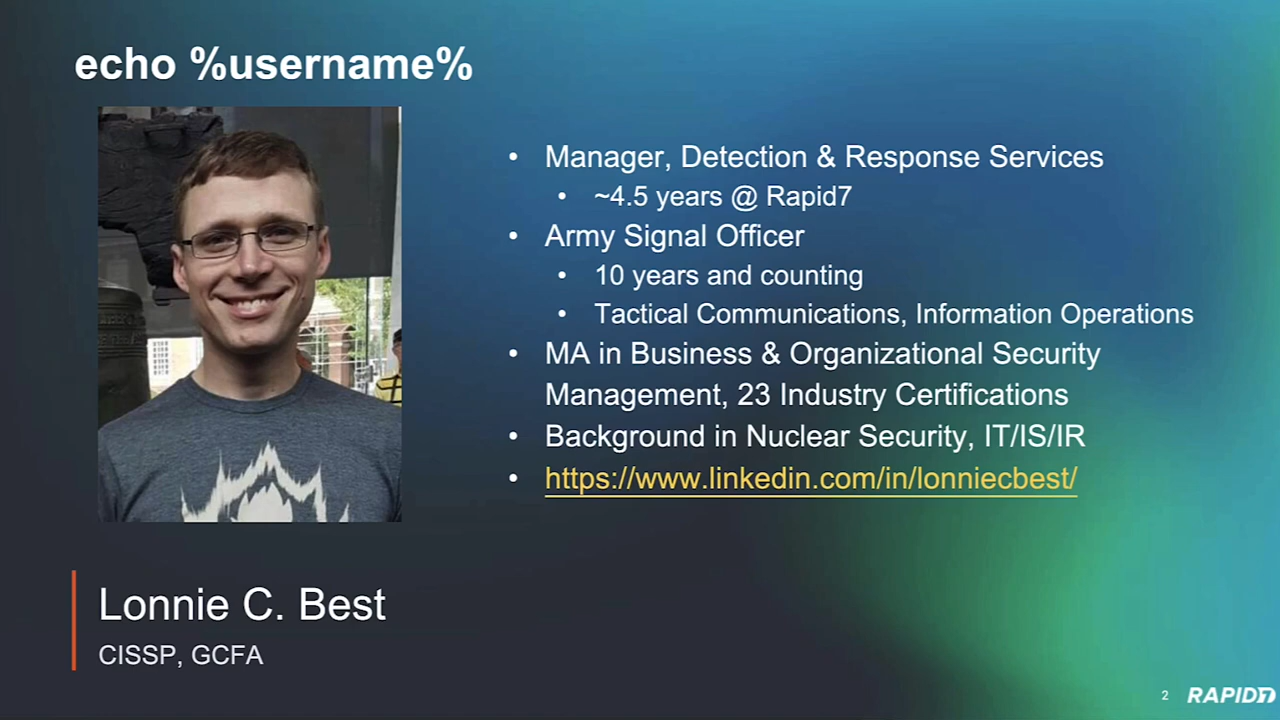 echo %username%
• Manager, Detection & Response Services
• ~4.5 years @ Rapid7
• Army Signal Officer
• 10 years and counting
• Tactical Communications, Information Operations
• MA in Business & Organizational Security
Management, 23 Industry Certifications
• Background in Nuclear Security, IT/IS/IR
• https://www.linkedin.com/in/lonniecbest/
Lonnie C. Best
CISSP, GCFA
2 RAPID7